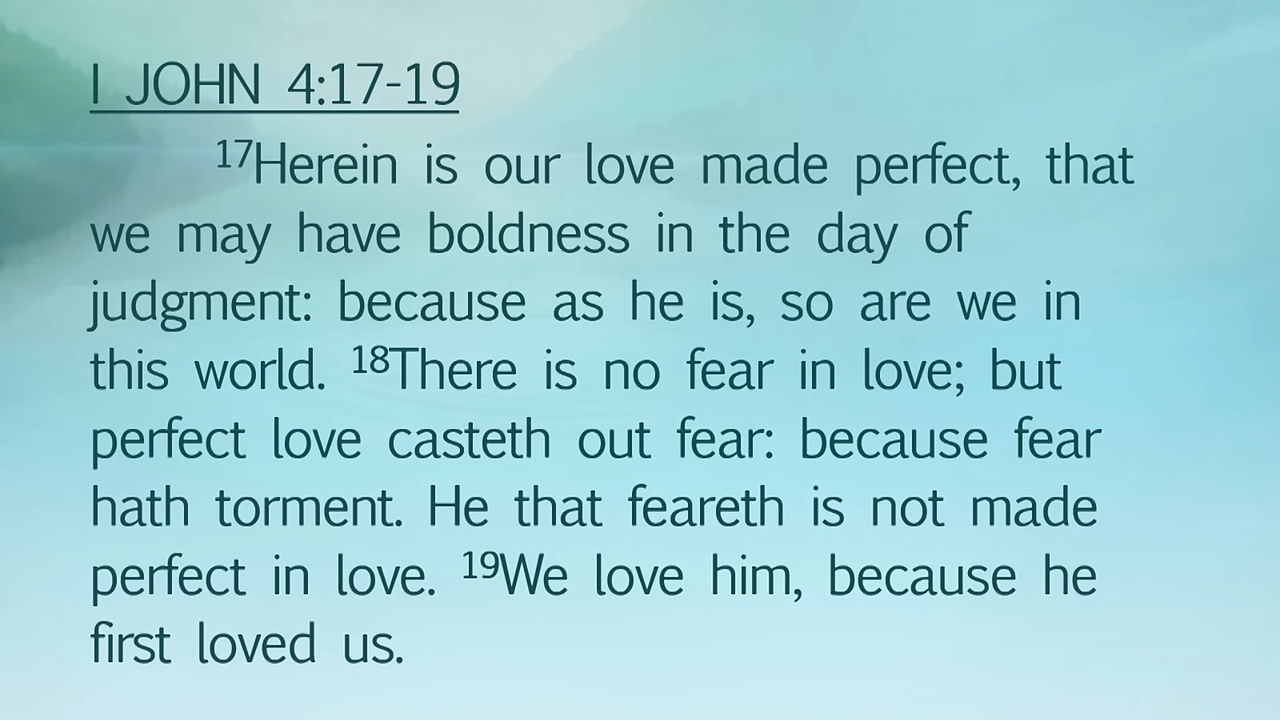 I JOHN 4:17-19
17Herein is our love made perfect, that
we may have boldness in the day of
judgment: because as he is, so are we in
this world. 18There is no fear in love; but
perfect love casteth out fear: because fear
hath torment. He that feareth is not made
perfect in love. 19We love him, because he
first loved us.